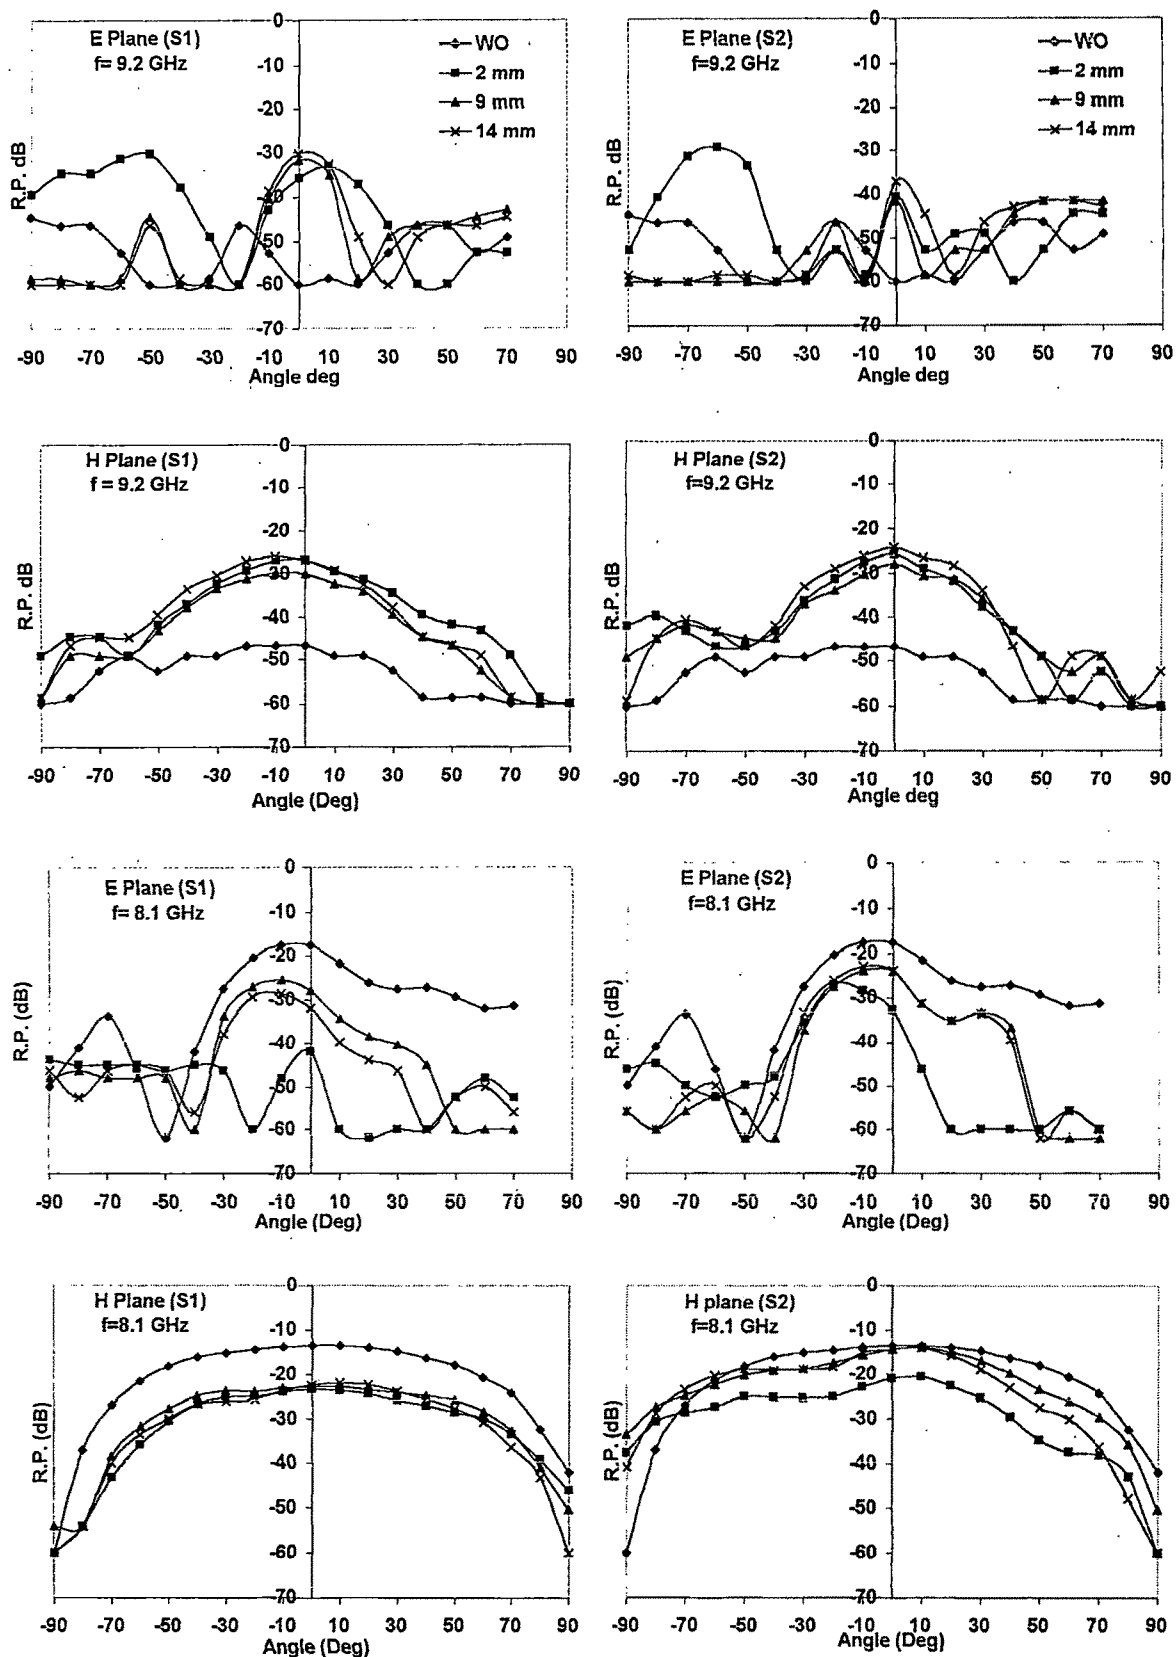 E Plane (S1)
f= 9.2 GHz
WO
2 mm
9 mm
14 mm
0
-10
-20
-30
-40
-50
-60
-70
R.P. dB
-90 -70 -50 -30 -10 10 30 50 70 90
Angle deg
E Plane (S2)
f=9.2 GHz
WO
2 mm
9 mm
14 mm
0
-10
-20
-30
-40
-50
-60
-70
R.P. dB
-90 -70 -50 -30 -10 10 30 50 70 90
Angle deg
H Plane (S1)
f = 9.2 GHz
0
-10
-20
-30
-40
-50
-60
-70
R.P. dB
-90 -70 -50 -30 -10 10 30 50 70 90
Angle (Deg)
H Plane (S2)
f=9.2 GHz
0
-10
-20
-30
-40
-50
-60
-70
R.P. dB
-90 -70 -50 -30 -10 10 30 50 70 90
Angle deg
E Plane (S1)
f= 8.1 GHz
0
-10
-20
-30
-40
-50
-60
-70
R.P. (dB)
-90 -70 -50 -30 -10 10 30 50 70 90
Angle (Deg)
E Plane (S2)
f=8.1 GHz
0
-10
-20
-30
-40
-50
-60
-70
R.P. (dB)
-90 -70 -50 -30 -10 10 30 50 70 90
Angle (Deg)
H Plane (S1)
f=8.1 GHz
0
-10
-20
-30
-40
-50
-60
-70
R.P. (dB)
-90 -70 -50 -30 -10 10 30 50 70 90
Angle (Deg)
H plane (S2)
f=8.1 GHz
0
-10
-20
-30
-40
-50
-60
-70
R.P. (dB)
-90 -70 -50 -30 -10 10 30 50 70 90
Angle (Deg)